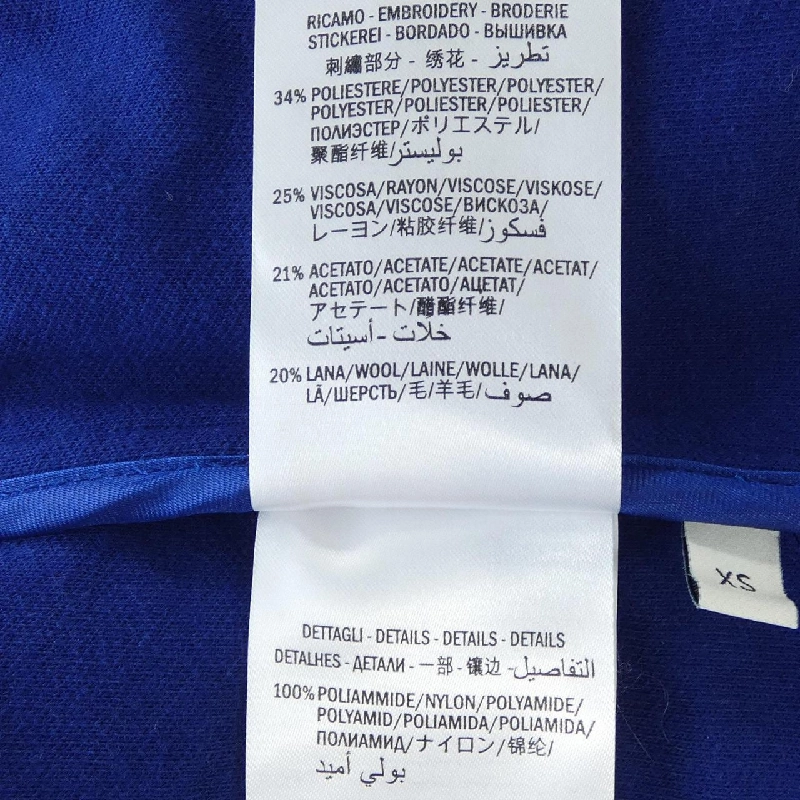 RICAMO - EMBROIDERY - BRODERIE
STICKEREI - BORDADO - ВЫШИВКА
刺繍部分 - 绣花 - تطريز
34% POLIESTERE/POLYESTER/POLYESTER/
POLYESTER/POLIESTER/POLIESTER/
ПОЛИЭСТЕР/ポリエステル/
聚酯纤维/بوليستر
25% VISCOSA/RAYON/VISCOSE/VISKOSE/
VISCOSA/VISCOSE/ВИСКОЗА/
レーヨン/粘胶纤维/فسكوز
21% ACETATO/ACETATE/ACETATE/ACETAT/
ACETATO/ACETATO/АЦЕТАТ/
アセテート/醋酯纤维/
خلات - أسيتات
20% LANA/WOOL/LAINE/WOLLE/LANA/
LÃ/ШЕРСТЬ/毛/羊毛/صوف
XS
DETTAGLI - DETAILS - DETAILS - DETAILS
DETALHES - ДЕТАЛИ - 一部 - 镶边 - التفاصيل
100% POLIAMMIDE/NYLON/POLYAMIDE/
POLYAMID/POLIAMIDA/POLIAMIDA/
ПОЛИАМИД/ナイロン/锦纶/
بولي أميد